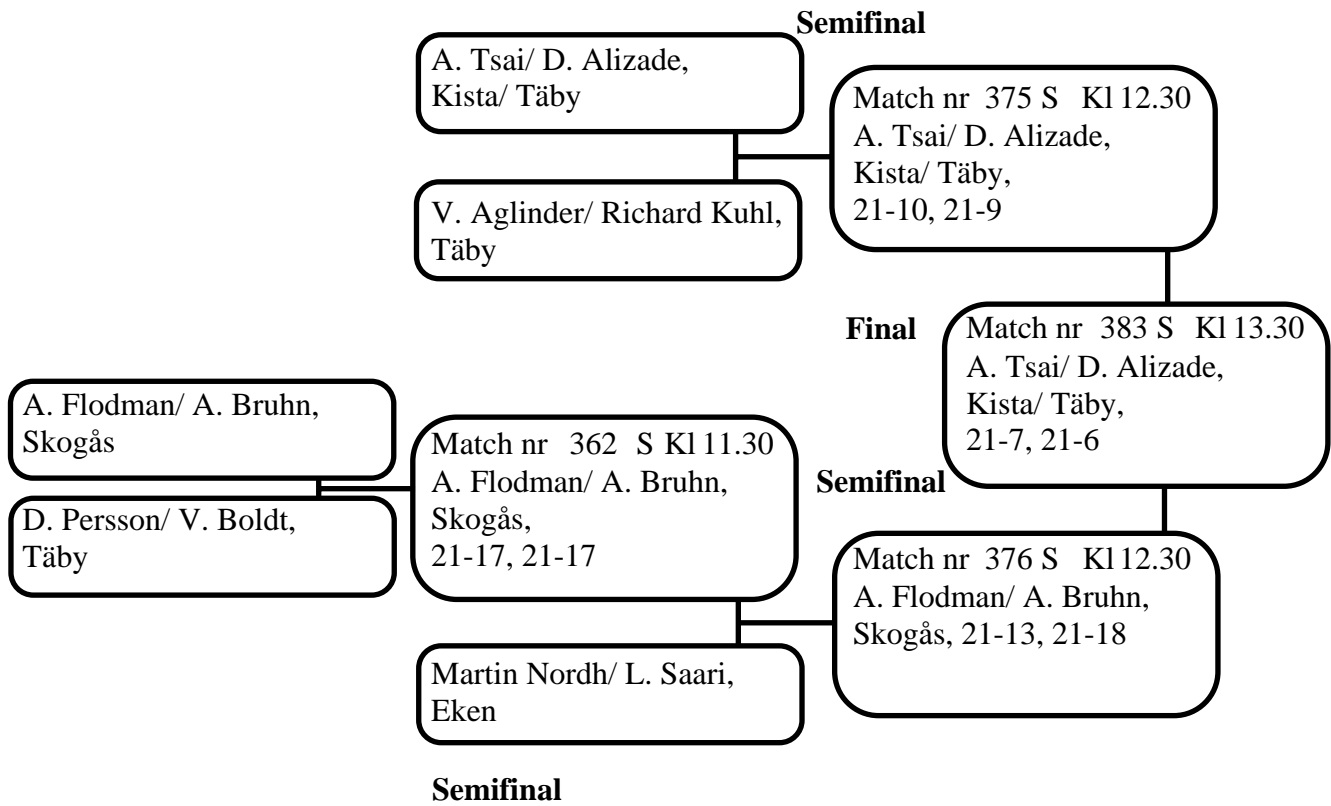 Semifinal
A. Tsai/ D. Alizade,
Kista/ Täby
Match nr 375 S Kl 12.30
A. Tsai/ D. Alizade,
Kista/ Täby,
21-10, 21-9
V. Aglinder/ Richard Kuhl,
Täby
Final
Match nr 383 S Kl 13.30
A. Tsai/ D. Alizade,
Kista/ Täby,
21-7, 21-6
A. Flodman/ A. Bruhn,
Skogås
Match nr 362 S Kl 11.30
A. Flodman/ A. Bruhn,
Skogås,
21-17, 21-17
D. Persson/ V. Boldt,
Täby
Semifinal
Match nr 376 S Kl 12.30
A. Flodman/ A. Bruhn,
Skogås, 21-13, 21-18
Martin Nordh/ L. Saari,
Eken
Semifinal